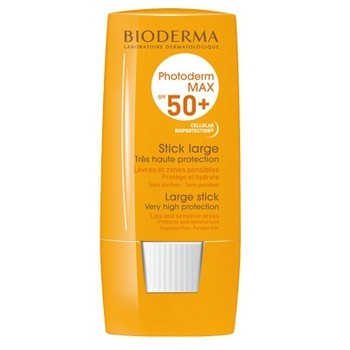 BIODERMA
LABORATOIRE DERMATOLOGIQUE
Photoderm
MAX
SPF 50+
CELLULAR
BIOPROTECTION®
Stick large
Très haute protection
Lèvres et zones sensibles
Protège et hydrate
Sans parfum - Sans paraben
Large stick
Very high protection
Lips and sensitive areas
Protects and moisturises
Fragrance free - Paraben free